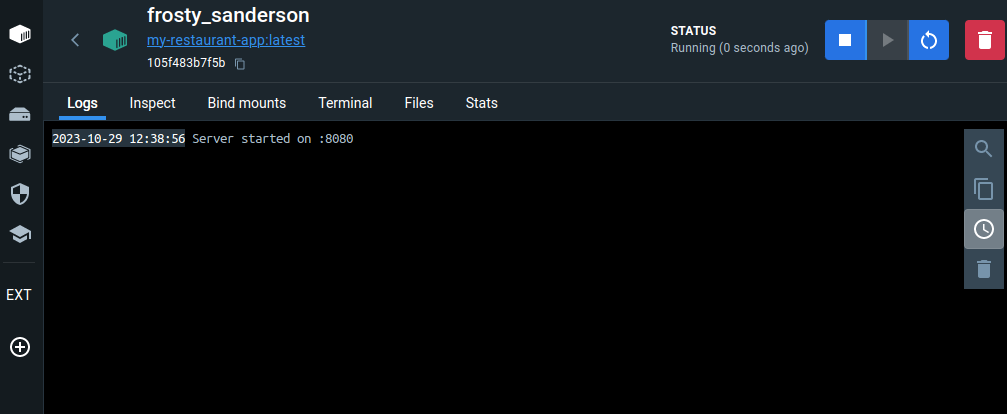 frosty_sanderson
my-restaurant-app:latest
105f483b7f5b
STATUS
Running (0 seconds ago)
Logs Inspect Bind mounts Terminal Files Stats
2023-10-29 12:38:56 Server started on :8080
EXT